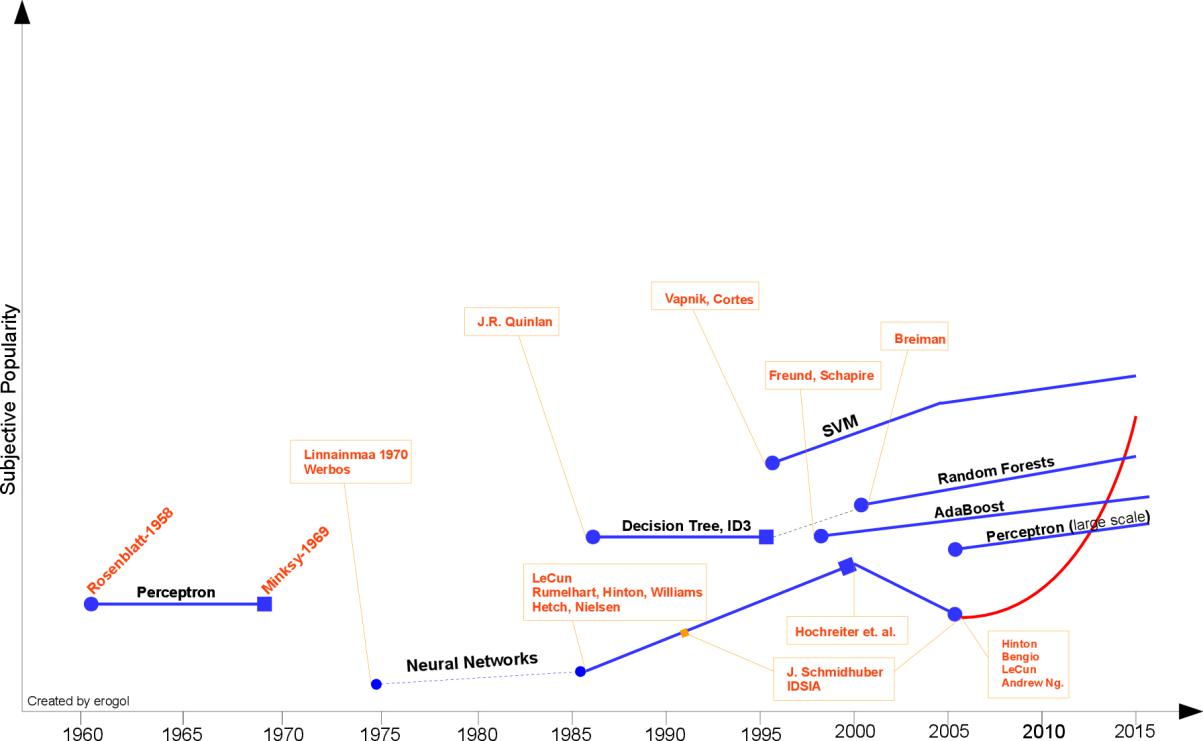 Subjective Popularity
Vapnik, Cortes
J.R. Quinlan
Breiman
Freund, Schapire
SVM
Linnainmaa 1970
Werbos
Random Forests
AdaBoost
Decision Tree, ID3
Perceptron (large scale)
Rosenblatt-1958
Minksy-1969
Perceptron
LeCun
Rumelhart, Hinton, Williams
Hetch, Nielsen
Hochreiter et. al.
Neural Networks
J. Schmidhuber
IDSIA
Hinton
Bengio
LeCun
Andrew Ng.
Created by erogol
1960 1965 1970 1975 1980 1985 1990 1995 2000 2005 2010 2015